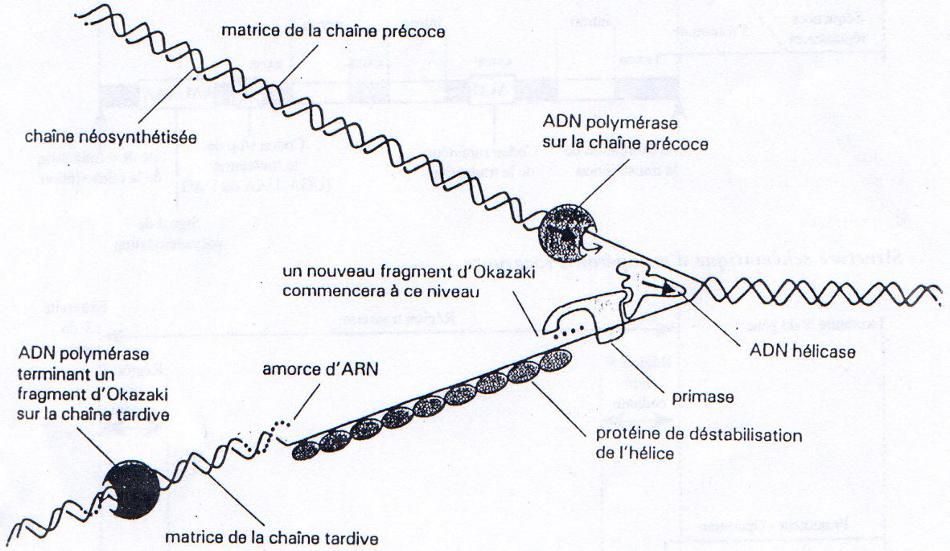 matrice de la chaîne précoce
chaîne néosynthétisée
ADN polymérase
sur la chaîne précoce
un nouveau fragment d'Okazaki
commencera à ce niveau
ADN hélicase
ADN polymérase
terminant un
fragment d'Okazaki
sur la chaîne tardive
amorce d'ARN
primase
protéine de déstabilisation
de l'hélice
matrice de la chaîne tardive